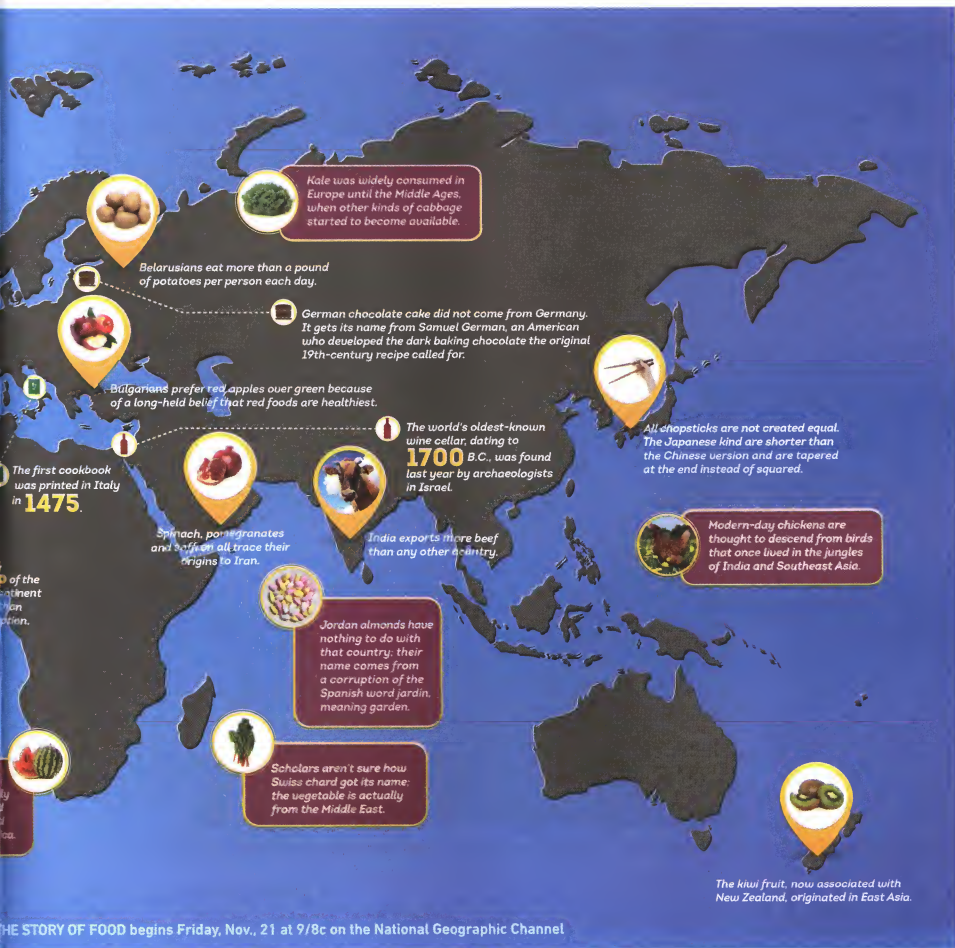 Kale was widely consumed in
Europe until the Middle Ages,
when other kinds of cabbage
started to become available.
Belarusians eat more than a pound
of potatoes per person each day.
German chocolate cake did not come from Germany.
It gets its name from Samuel German, an American
who developed the dark baking chocolate the original
19th-century recipe called for.
Bulgarians prefer red apples over green because
of a long-held belief that red foods are healthiest.
The world's oldest-known
wine cellar, dating to
1700 B.C., was found
last year by archaeologists
in Israel.
All chopsticks are not created equal.
The Japanese kind are shorter than
the Chinese version and are tapered
at the end instead of squared.
The first cookbook
was printed in Italy
in 1475.
Spinach, pomegranates
and saffron all trace their
origins to Iran.
India exports more beef
than any other country.
Modern-day chickens are
thought to descend from birds
that once lived in the jungles
of India and Southeast Asia.
of the
Jordan almonds have
nothing to do with
that country; their
name comes from
a corruption of the
Spanish word jardin,
meaning garden.
Scholars aren't sure how
Swiss chard got its name;
the vegetable is actually
from the Middle East.
The kiwi fruit, now associated with
New Zealand, originated in East Asia.
THE STORY OF FOOD begins Friday, Nov., 21 at 9/8c on the National Geographic Channel